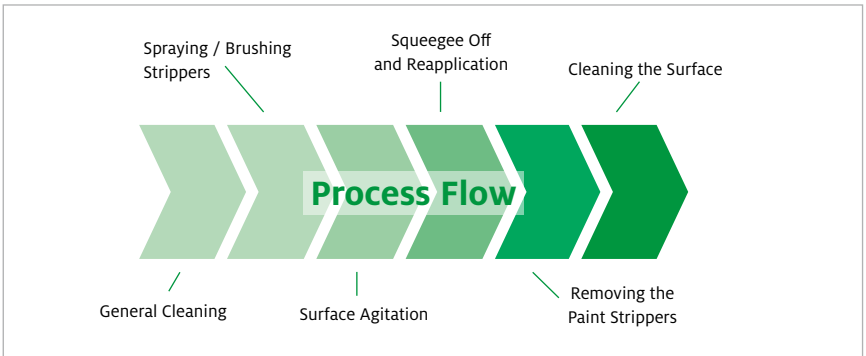 Spraying / Brushing
Strippers
Squeegee Off
and Reapplication
Cleaning the Surface
Process Flow
General Cleaning
Surface Agitation
Removing the
Paint Strippers